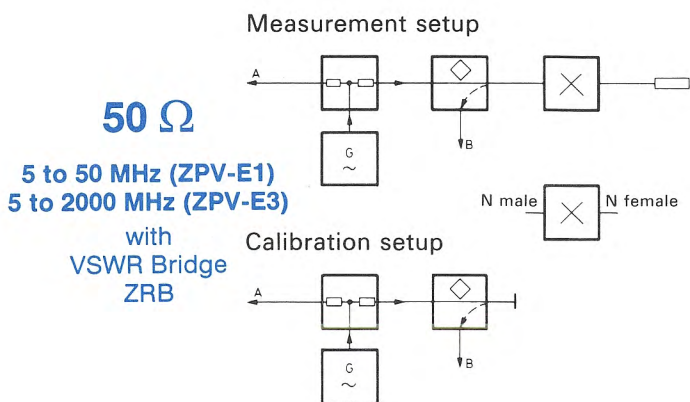 Measurement setup
A
B
G
~
50 Ω
5 to 50 MHz (ZPV-E1)
5 to 2000 MHz (ZPV-E3)
with
VSWR Bridge
ZRB
N male
N female
Calibration setup
A
B
G
~